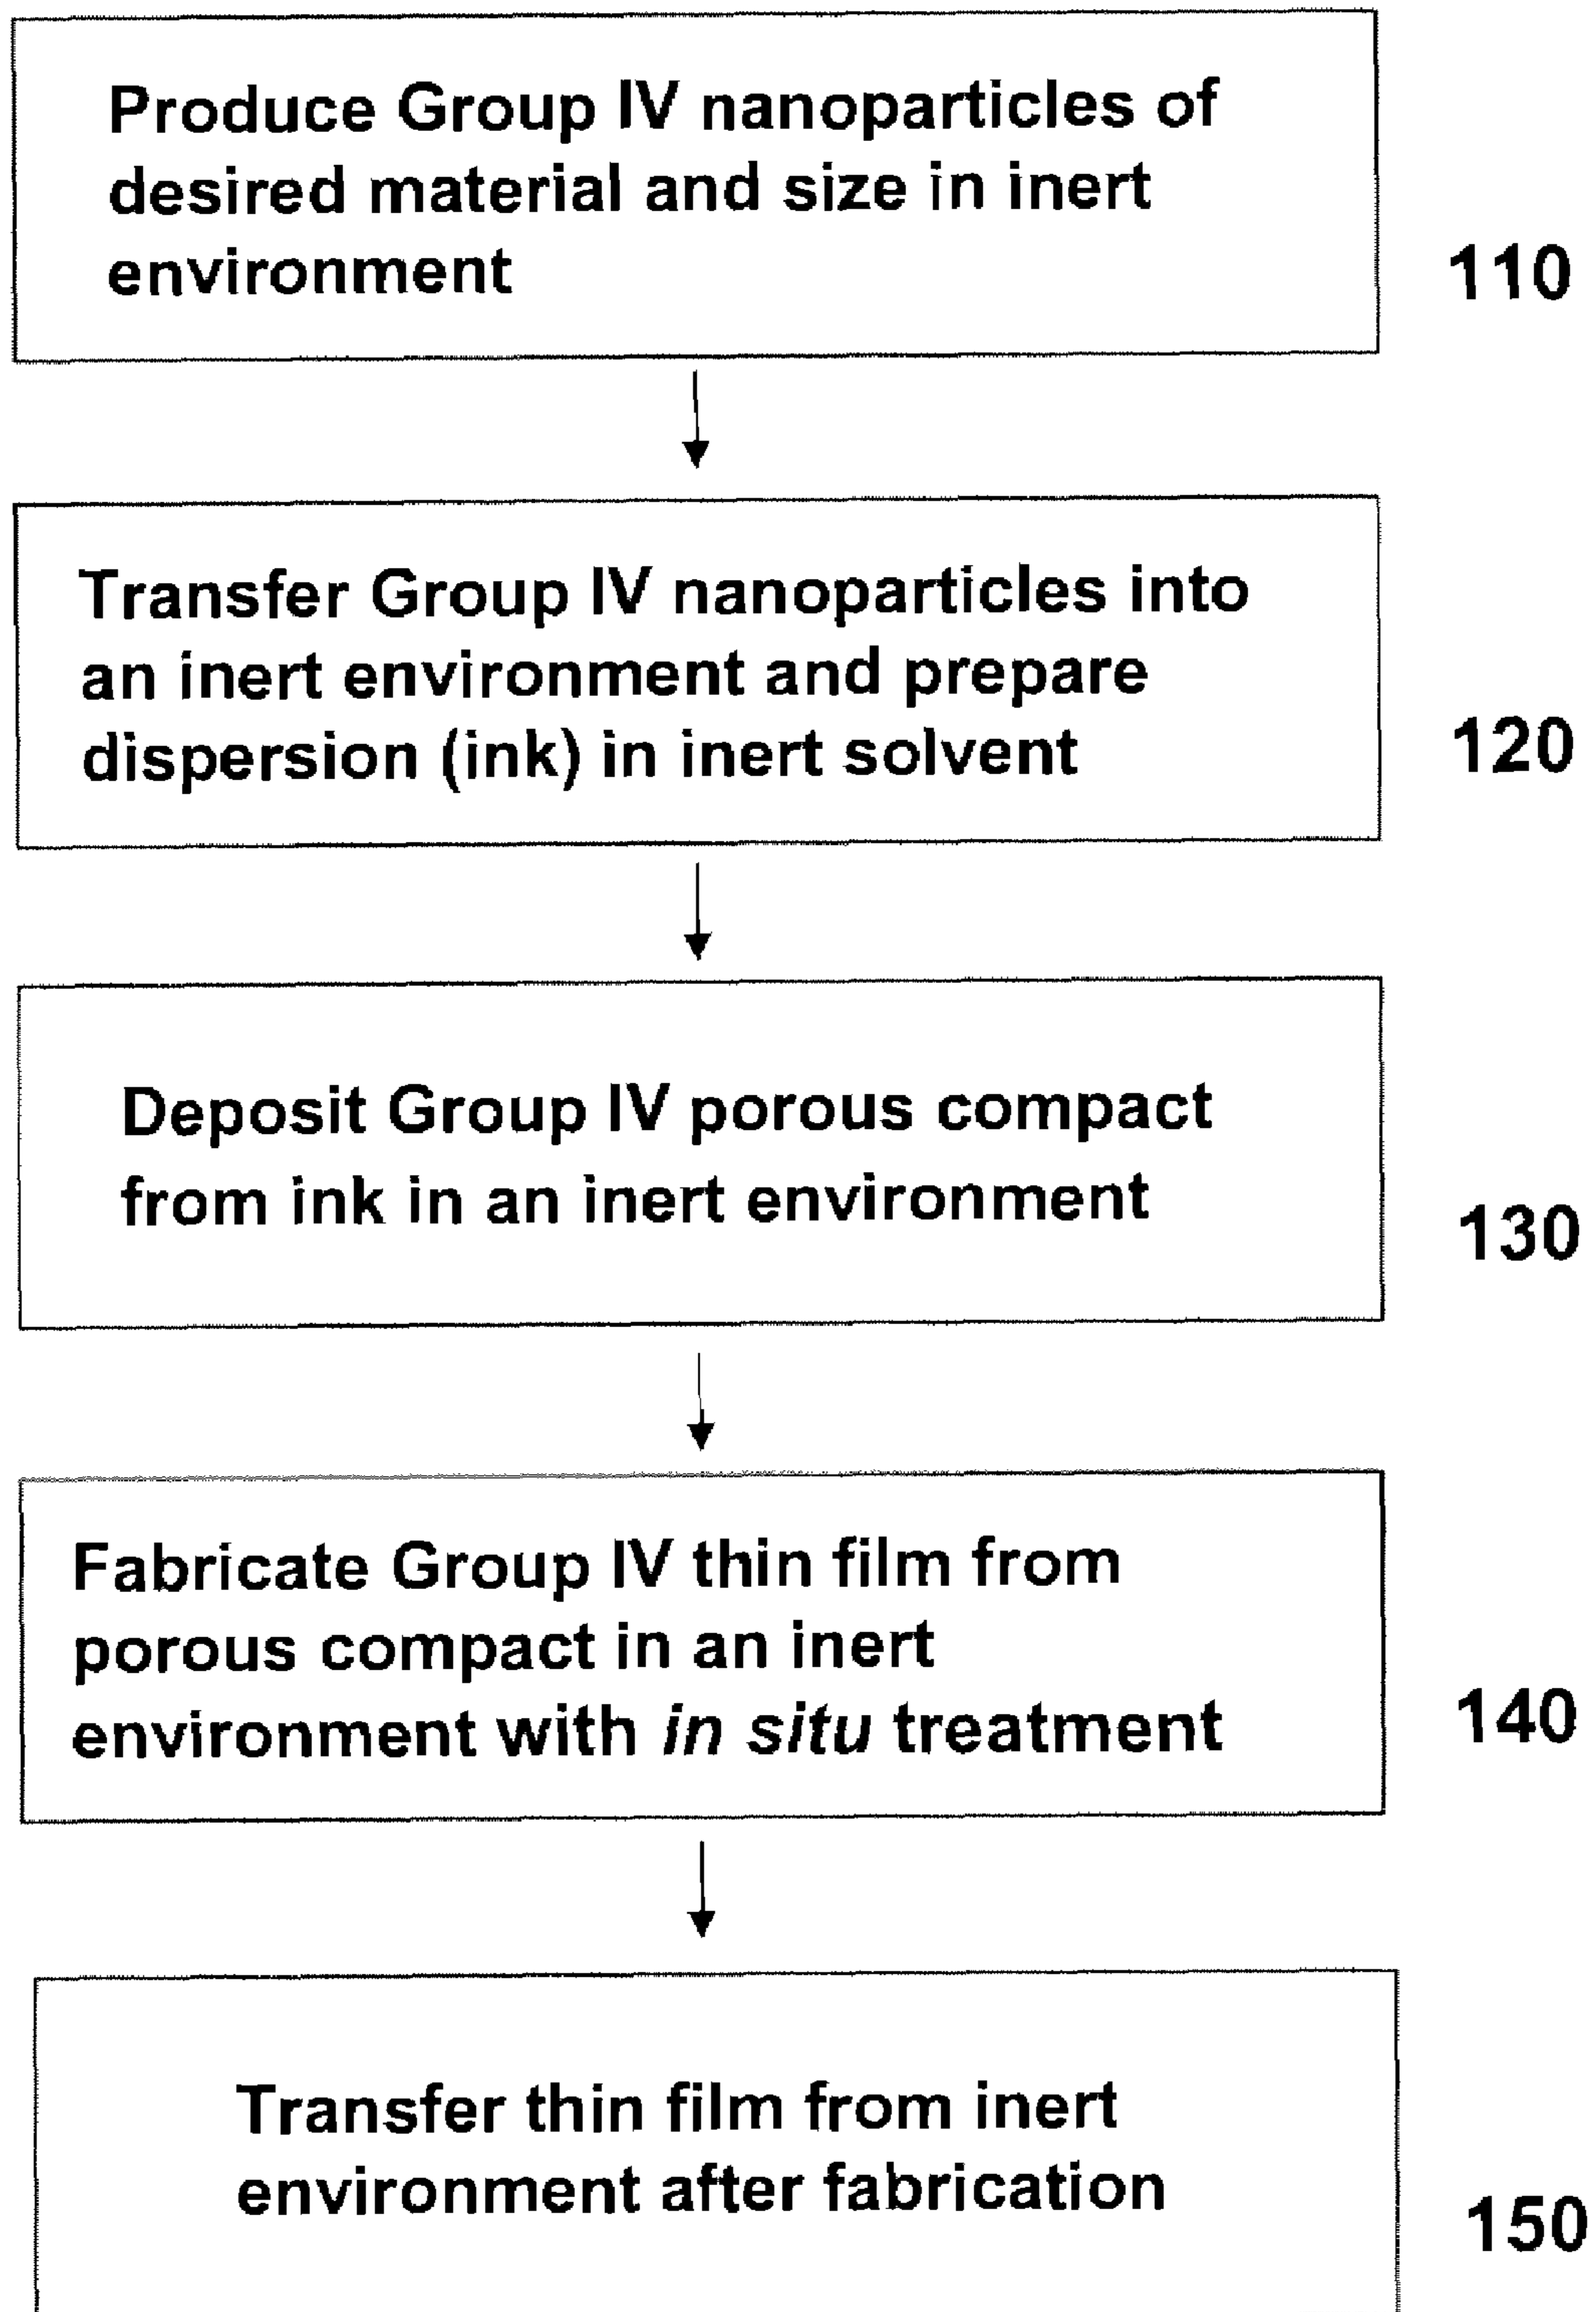 Produce Group IV nanoparticles of
desired material and size in inert
environment
110
Transfer Group IV nanoparticles into
an inert environment and prepare
dispersion (ink) in inert solvent
120
Deposit Group IV porous compact
from ink in an inert environment
130
Fabricate Group IV thin film from
porous compact in an inert
environment with in situ treatment
140
Transfer thin film from inert
environment after fabrication
150